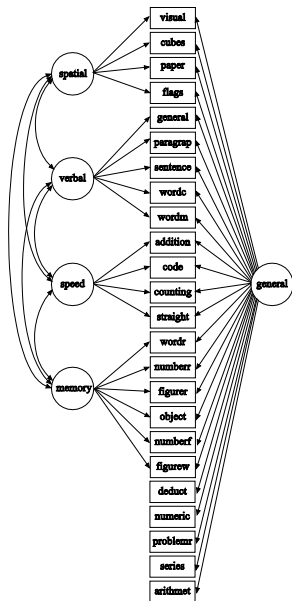 visual
cubes
paper
flags
general
paragrap
sentence
wordc
wordm
addition
code
counting
straight
wordr
numberr
figurer
object
numberf
figurew
deduct
numeric
problemr
series
arithmet
spatial
verbal
speed
memory
general